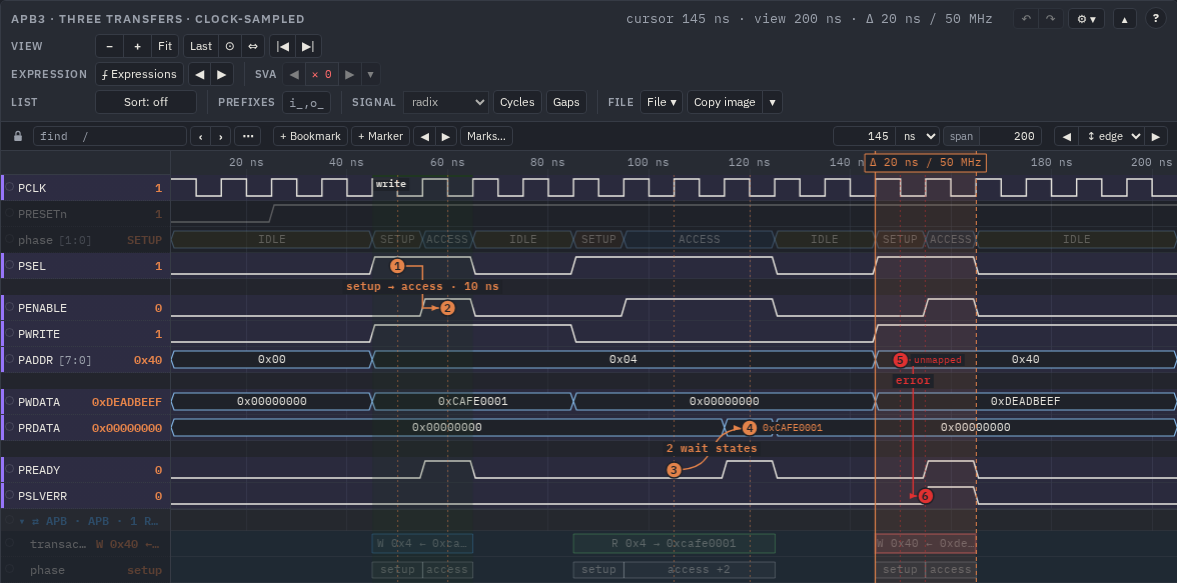 APB3 · THREE TRANSFERS · CLOCK-SAMPLED
cursor 145 ns · view 200 ns · Δ 20 ns / 50 MHz
?
VIEW
Fit
Last
EXPRESSION
⨍ Expressions
SVA
× 0
LIST
Sort: off
PREFIXES
i_,o_
SIGNAL
radix
Cycles
Gaps
FILE
File ▾
Copy image ▾
find /
+ Bookmark
+ Marker
Marks…
145 ns
span 200
↕ edge
20 ns 40 ns 60 ns 80 ns 100 ns 120 ns 140 n Δ 20 ns / 50 MHz 180 ns 200 ns
PCLK 1 write
PRESETn 1
phase [1:0] SETUP IDLE SETUP ACCESS IDLE SETUP ACCESS IDLE SETUP ACCESS IDLE
PSEL 1 1
setup → access · 10 ns
PENABLE 0 2
PWRITE 1
PADDR [7:0] 0x40 0x00 0x04 5 unmapped 0x40
error
PWDATA 0xDEADBEEF 0x00000000 0xCAFE0001 0x00000000 0xDEADBEEF
PRDATA 0x00000000 0x00000000 4 0xCAFE0001 0x00000000
2 wait states
PREADY 0 3
PSLVERR 0 6
▾ ⇄ APB · APB · 1 R…
transac… W 0x40 ←… W 0x4 ← 0xca… R 0x4 → 0xcafe0001 W 0x40 ← 0xde…
phase setup setup access setup access +2 setup access